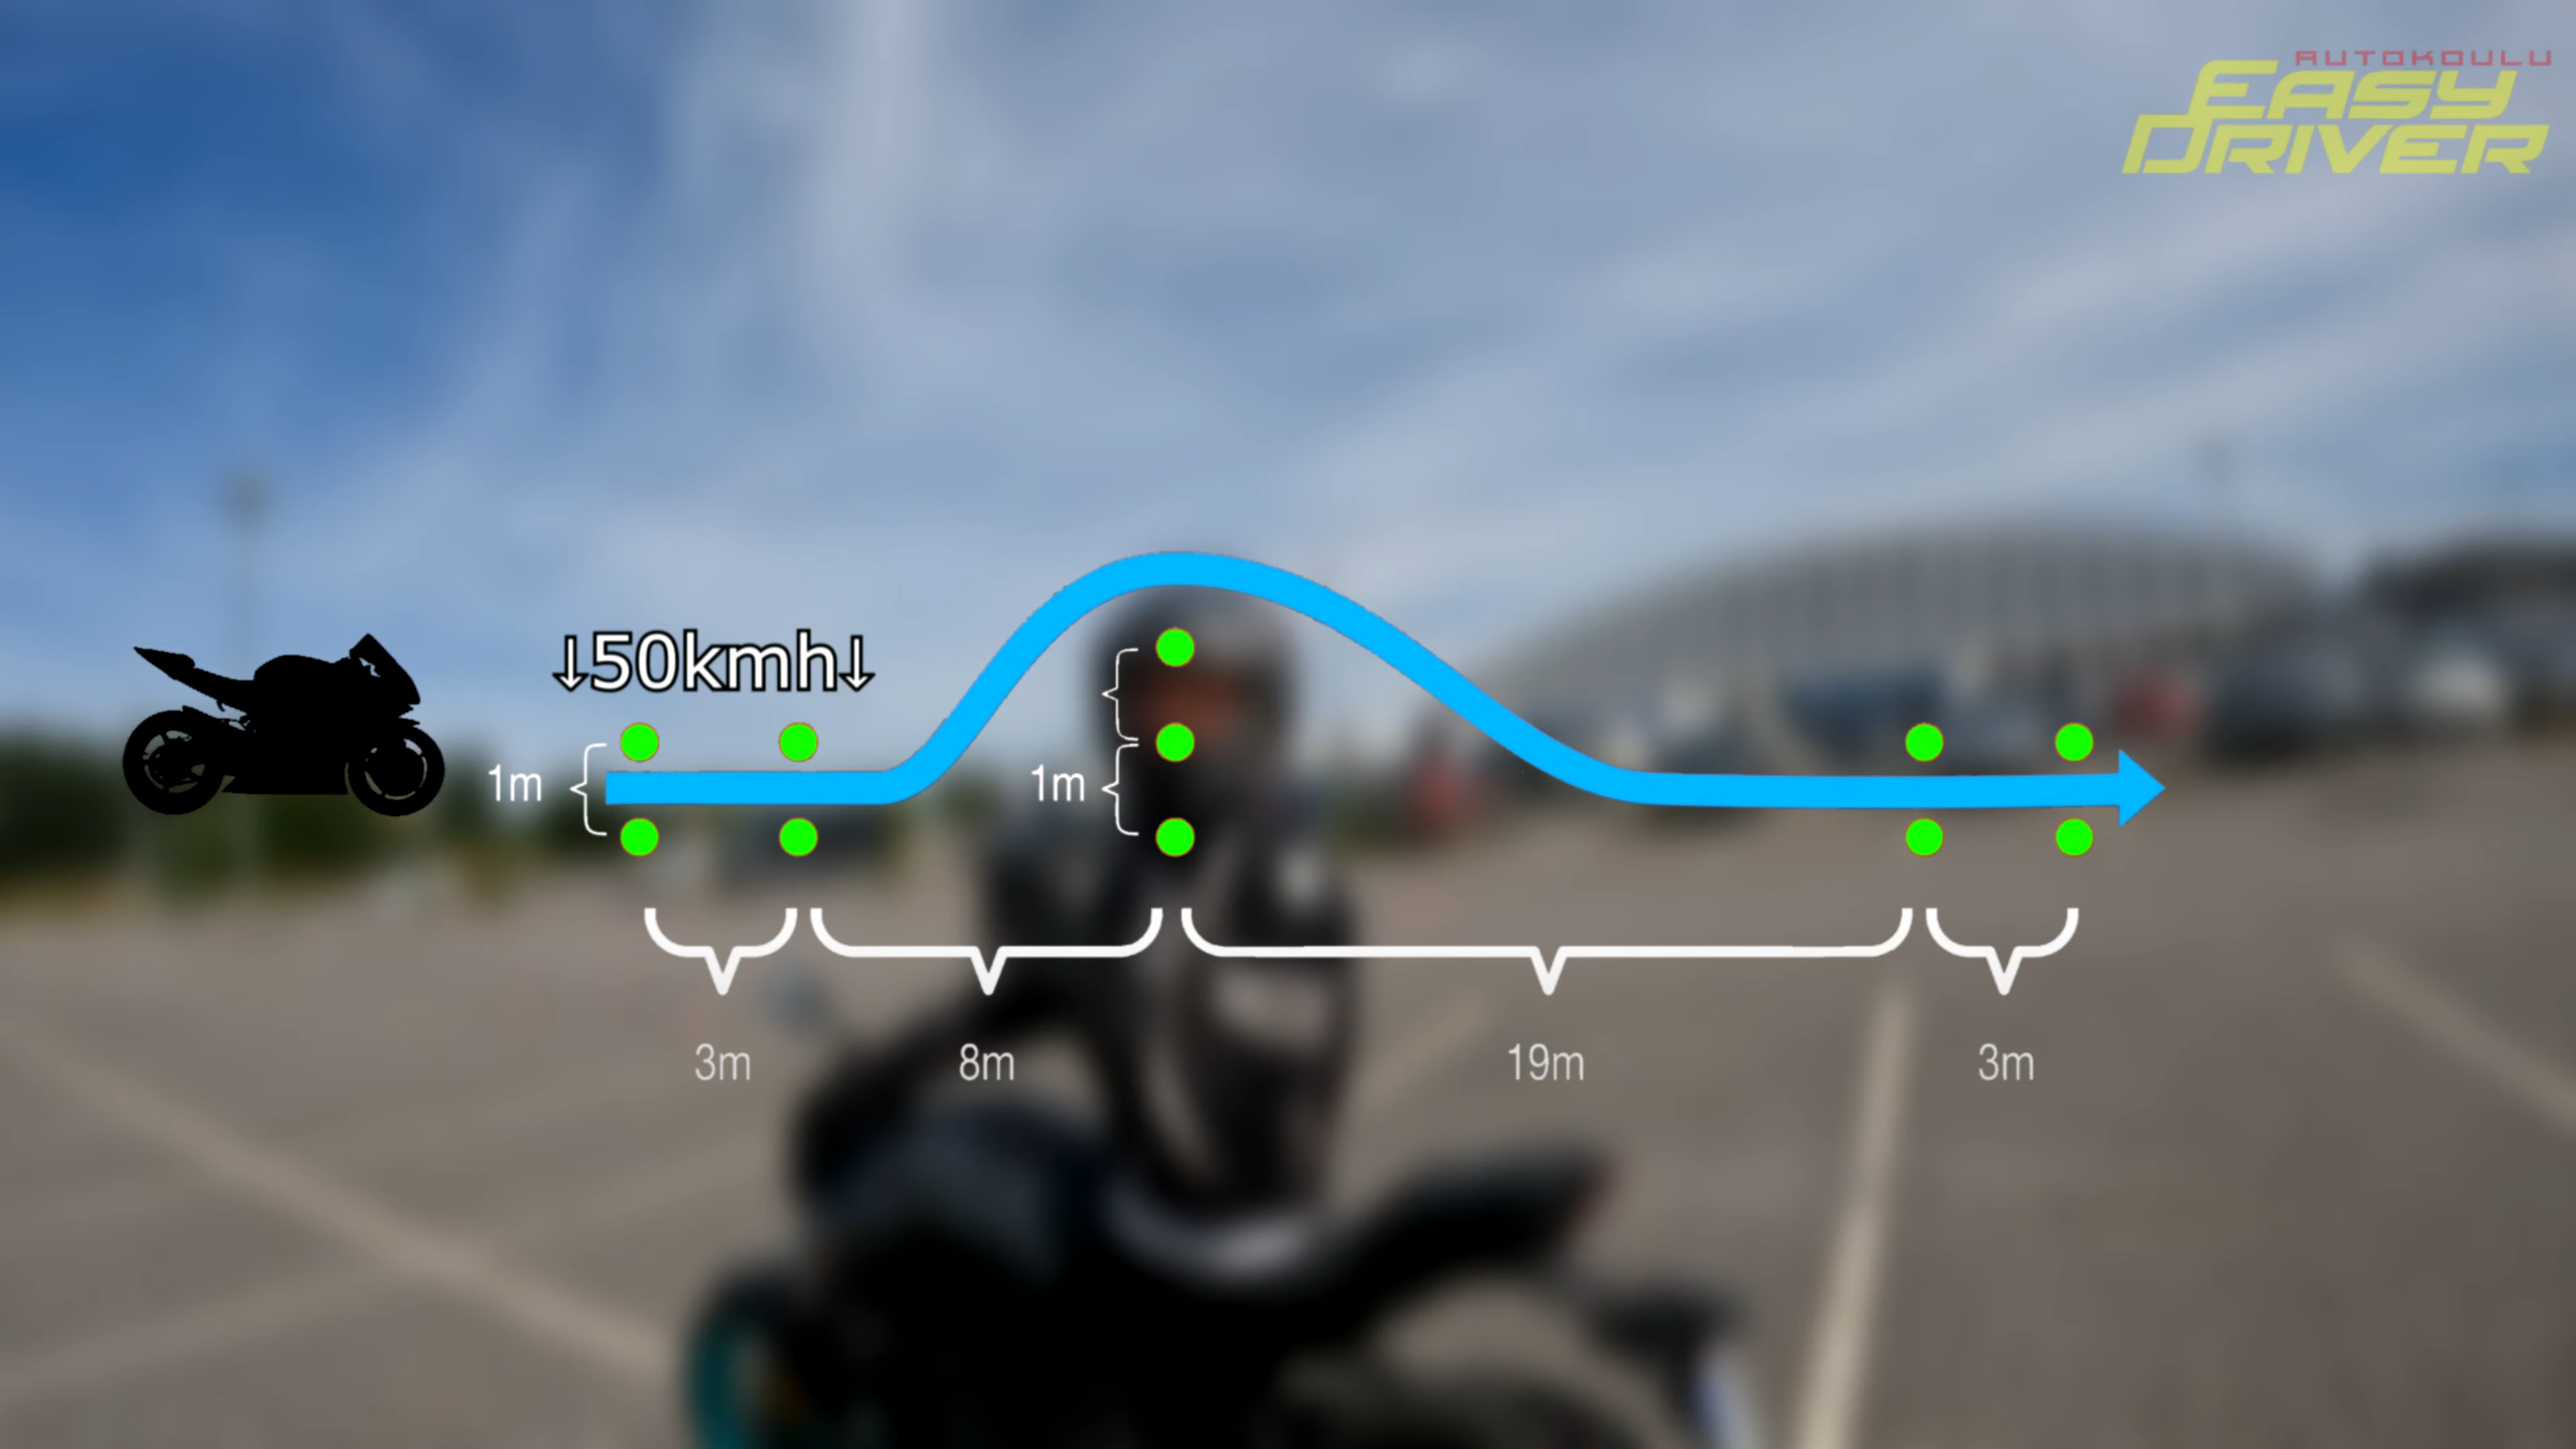 AUTOKOULU
EASY
DRIVER
↓50kmh↓
1m
1m
3m
8m
19m
3m